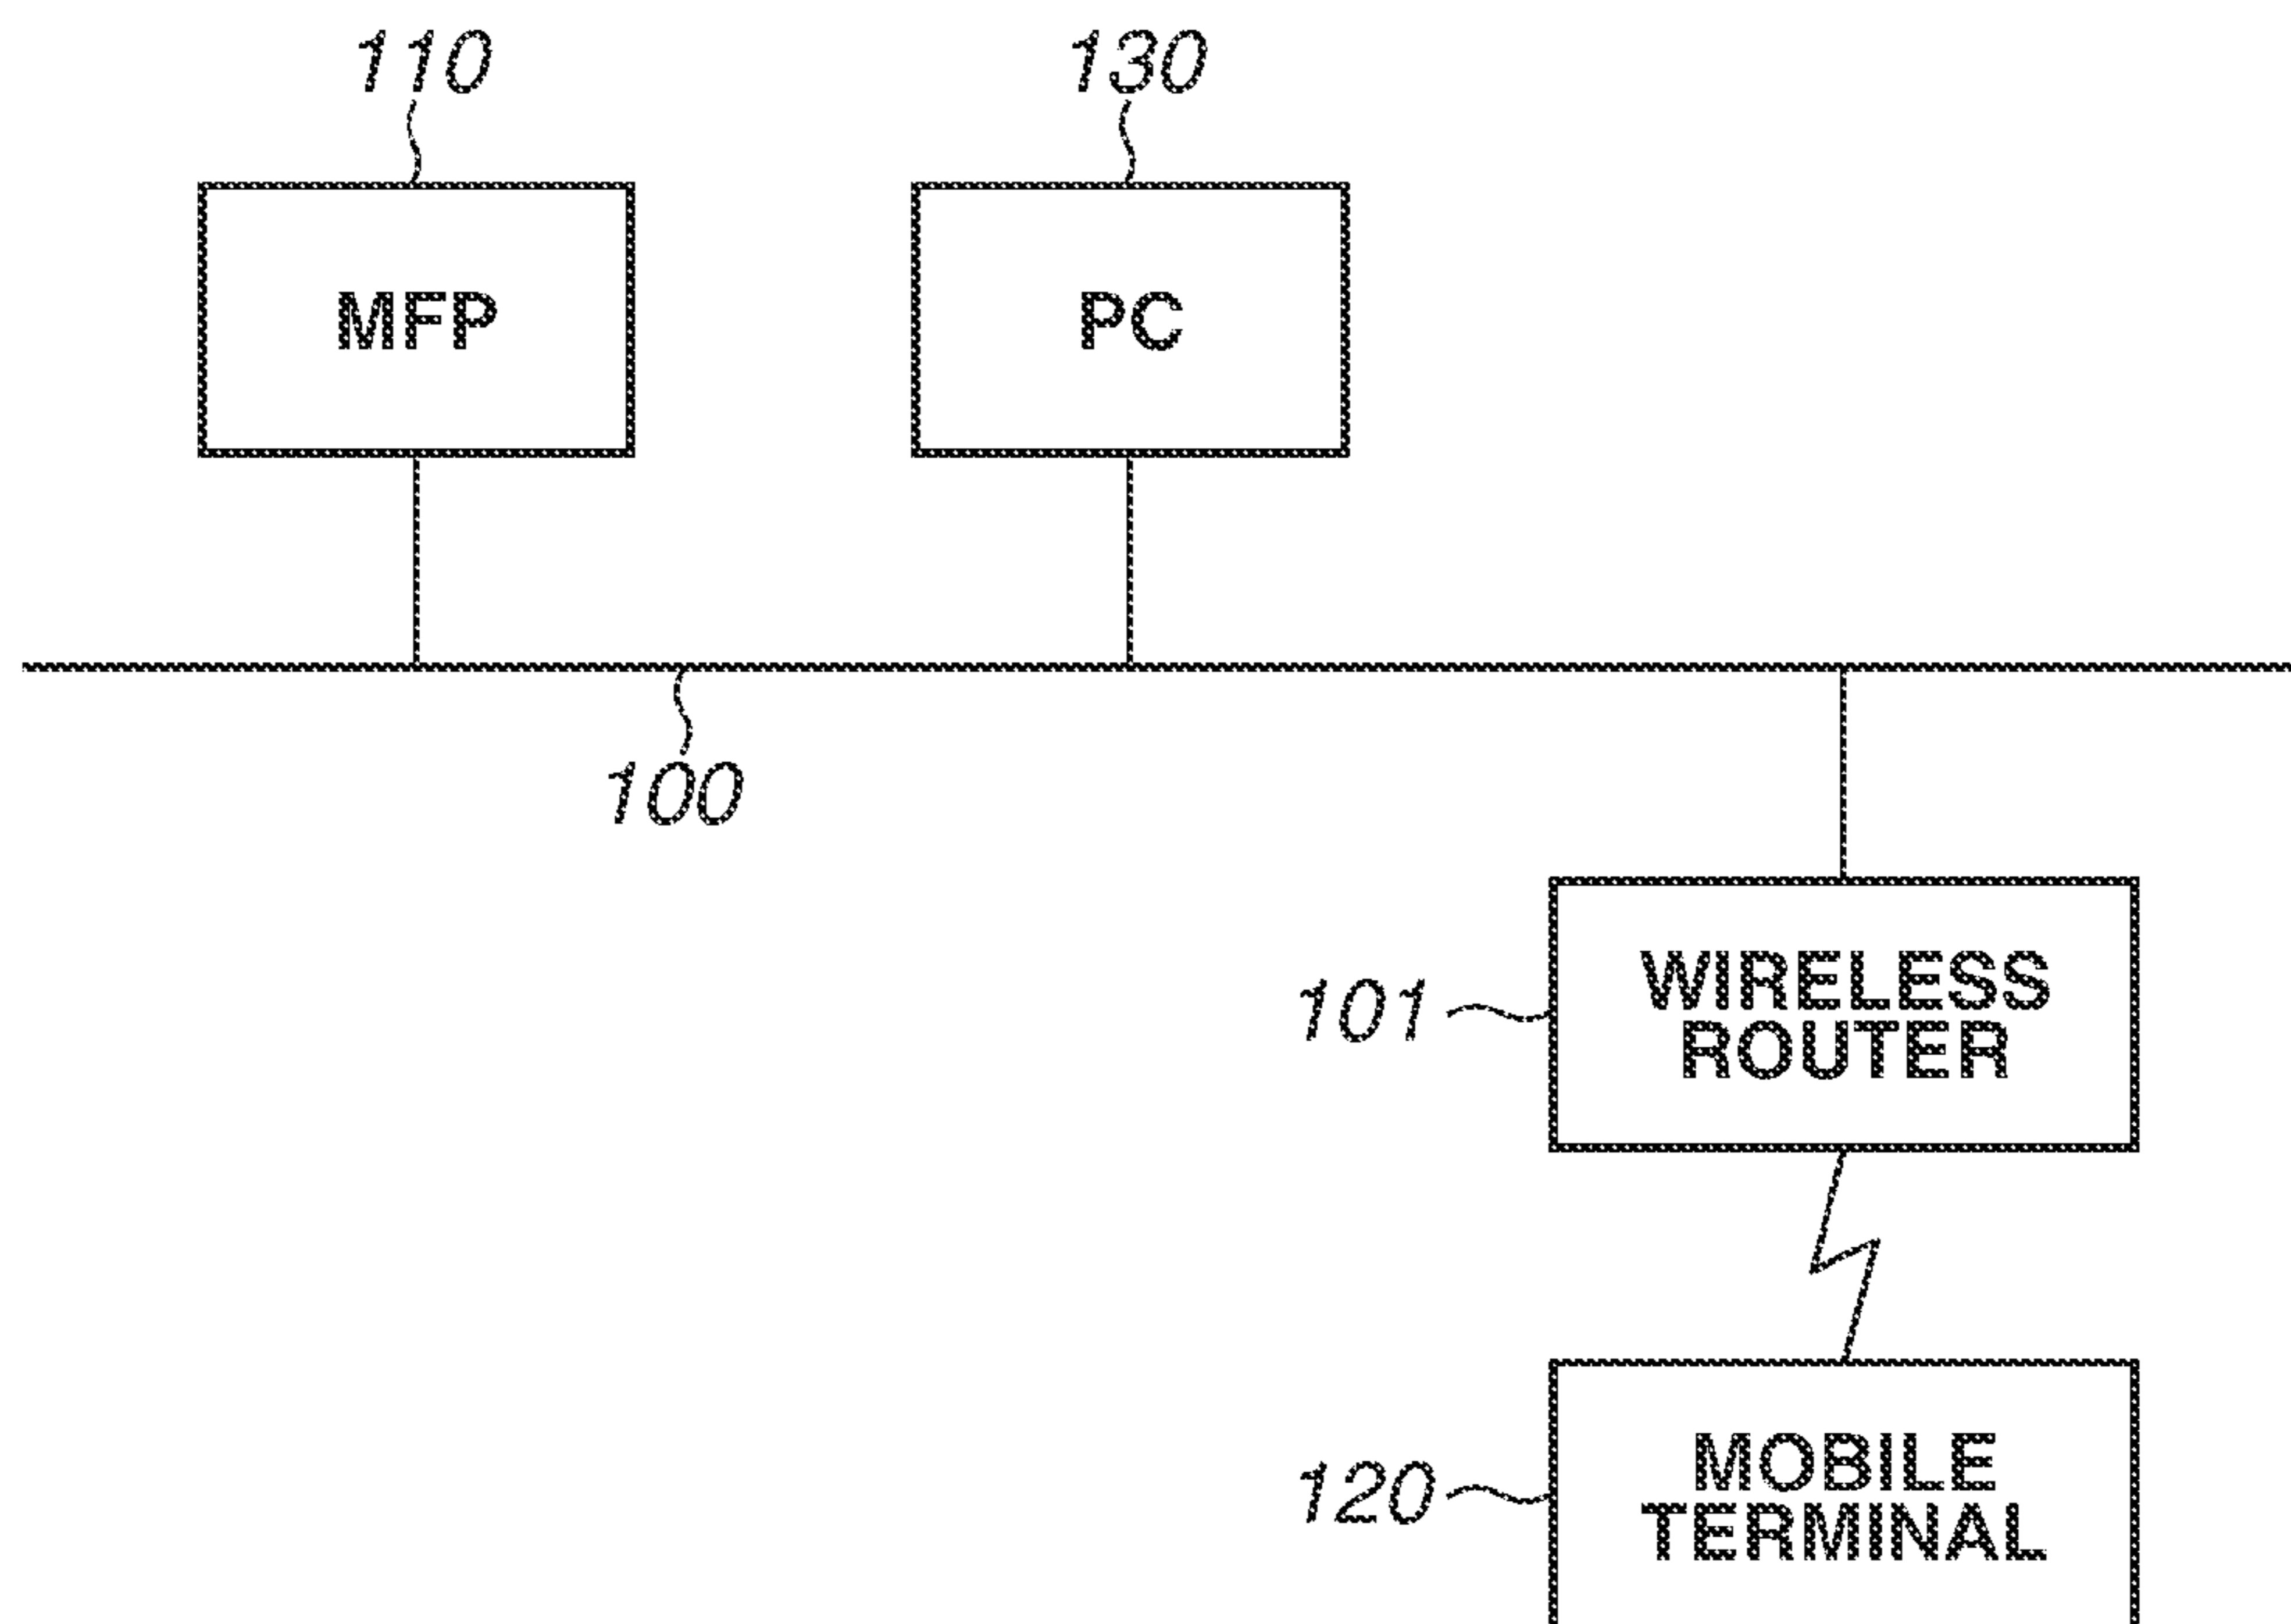 110
130
MFP
PC
100
101
WIRELESS
ROUTER
120
MOBILE
TERMINAL